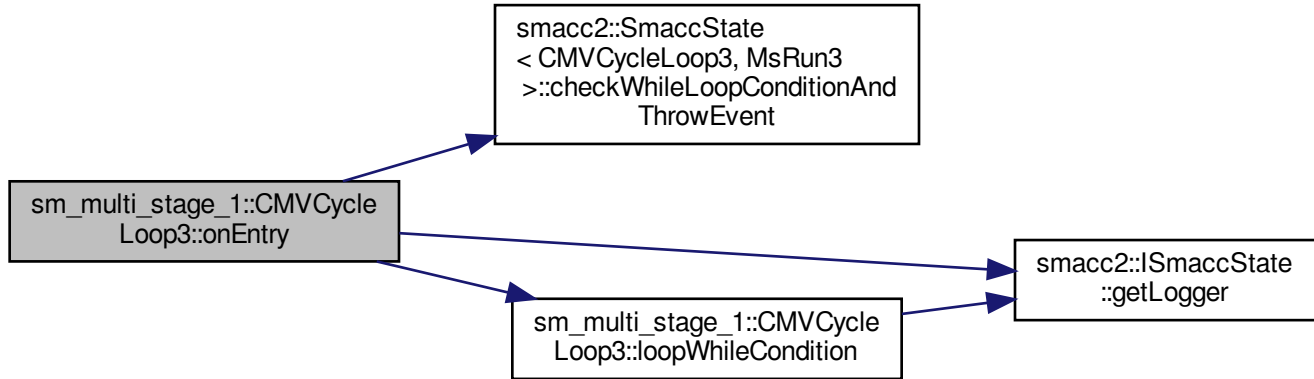 smacc2::SmaccState
< CMVCycleLoop3, MsRun3
>::checkWhileLoopConditionAnd
ThrowEvent
sm_multi_stage_1::CMVCycle
Loop3::onEntry
smacc2::ISmaccState
::getLogger
sm_multi_stage_1::CMVCycle
Loop3::loopWhileCondition